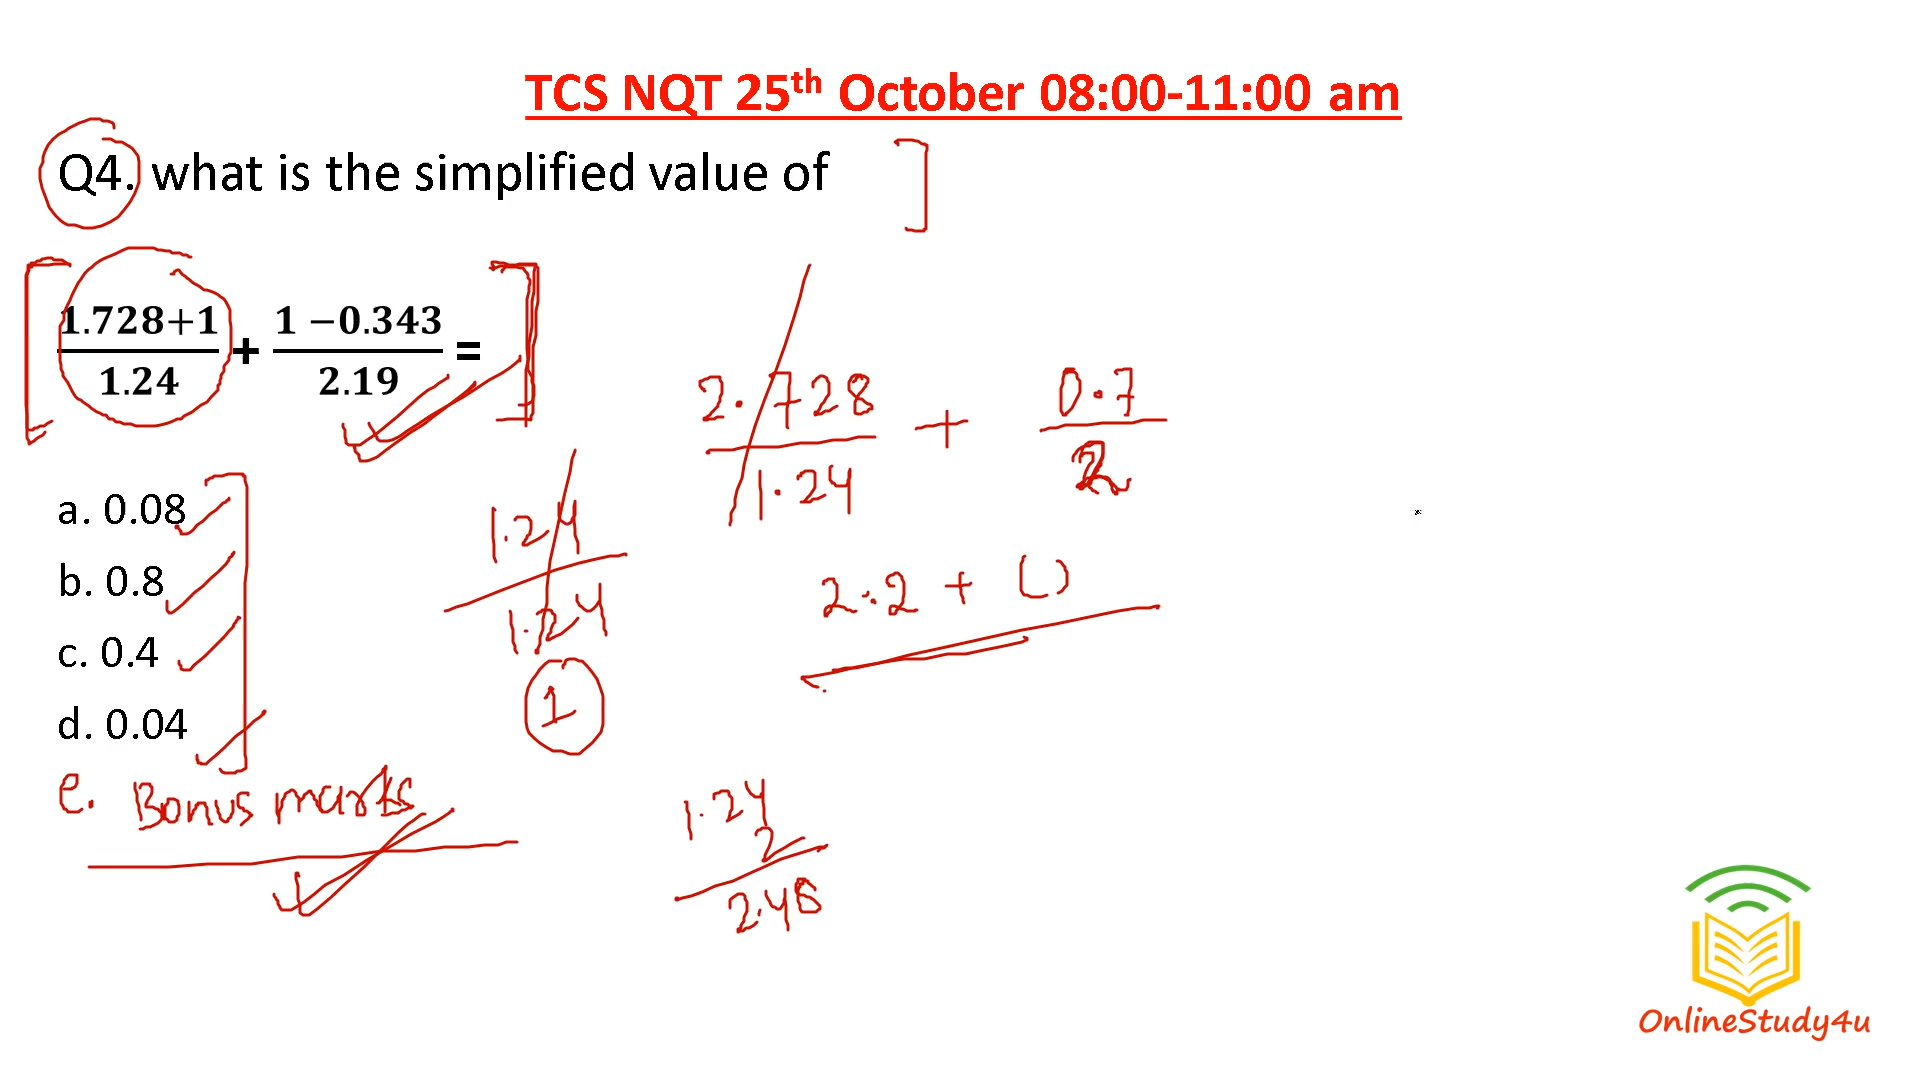 TCS NQT 25th October 08:00-11:00 am
Q4. what is the simplified value of
1.728+1 / 1.24 + 1 −0.343 / 2.19 =
2.728 / 1.24 + 0.7 / 2
a. 0.08
1.24 / 1.24
b. 0.8
2.2 + ( )
c. 0.4
1
d. 0.04
e. Bonus marks
1.24
2
2.48
OnlineStudy4u